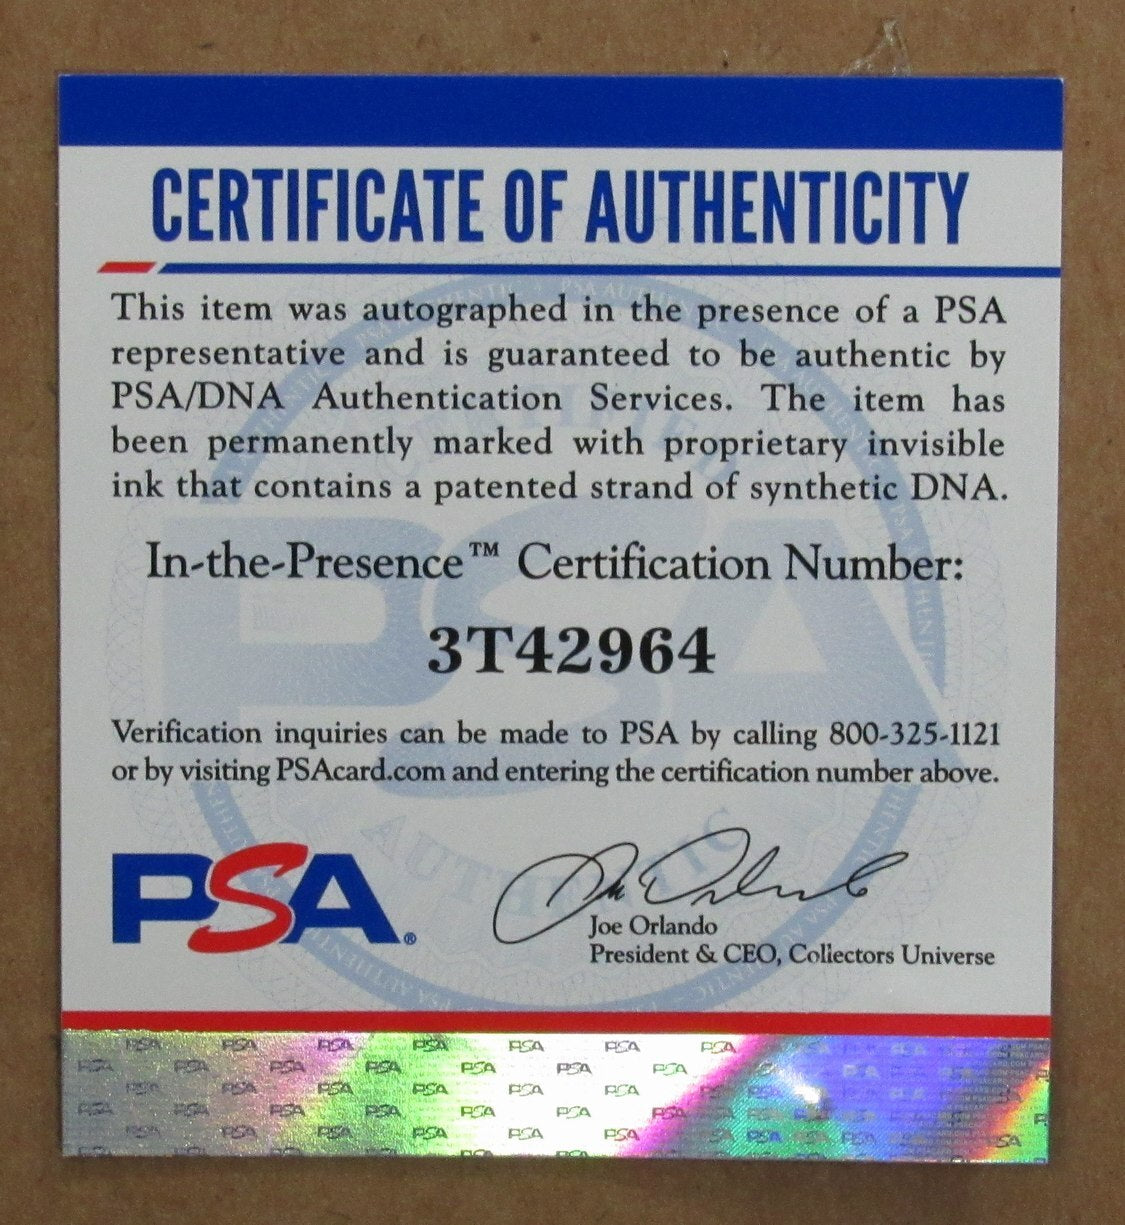 CERTIFICATE OF AUTHENTICITY
This item was autographed in the presence of a PSA
representative and is guaranteed to be authentic by
PSA/DNA Authentication Services. The item has
been permanently marked with proprietary invisible
ink that contains a patented strand of synthetic DNA.
In-the-Presence™ Certification Number:
3T42964
Verification inquiries can be made to PSA by calling 800-325-1121
or by visiting PSAcard.com and entering the certification number above.
PSA®
Joe Orlando
President & CEO, Collectors Universe